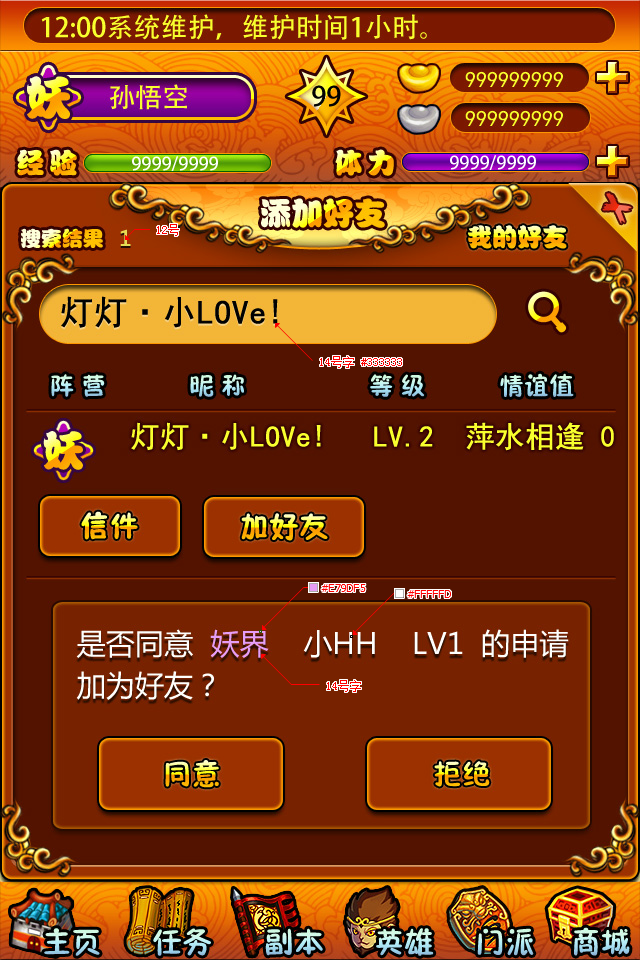 12:00系统维护，维护时间1小时。
妖 孙悟空 99 999999999
999999999
经验 9999/9999 体力 9999/9999
添加好友
搜索结果 1 12号 我的好友
灯灯·小LOVe!
14号字 #333333
阵营 昵称 等级 情谊值
妖 灯灯·小LOVe! LV.2 萍水相逢 0
信件 加好友
#E79DF5 #FFFFFD
是否同意 妖界 小HH LV1 的申请
加为好友？
14号字
同意 拒绝
主页 任务 副本 英雄 门派 商城